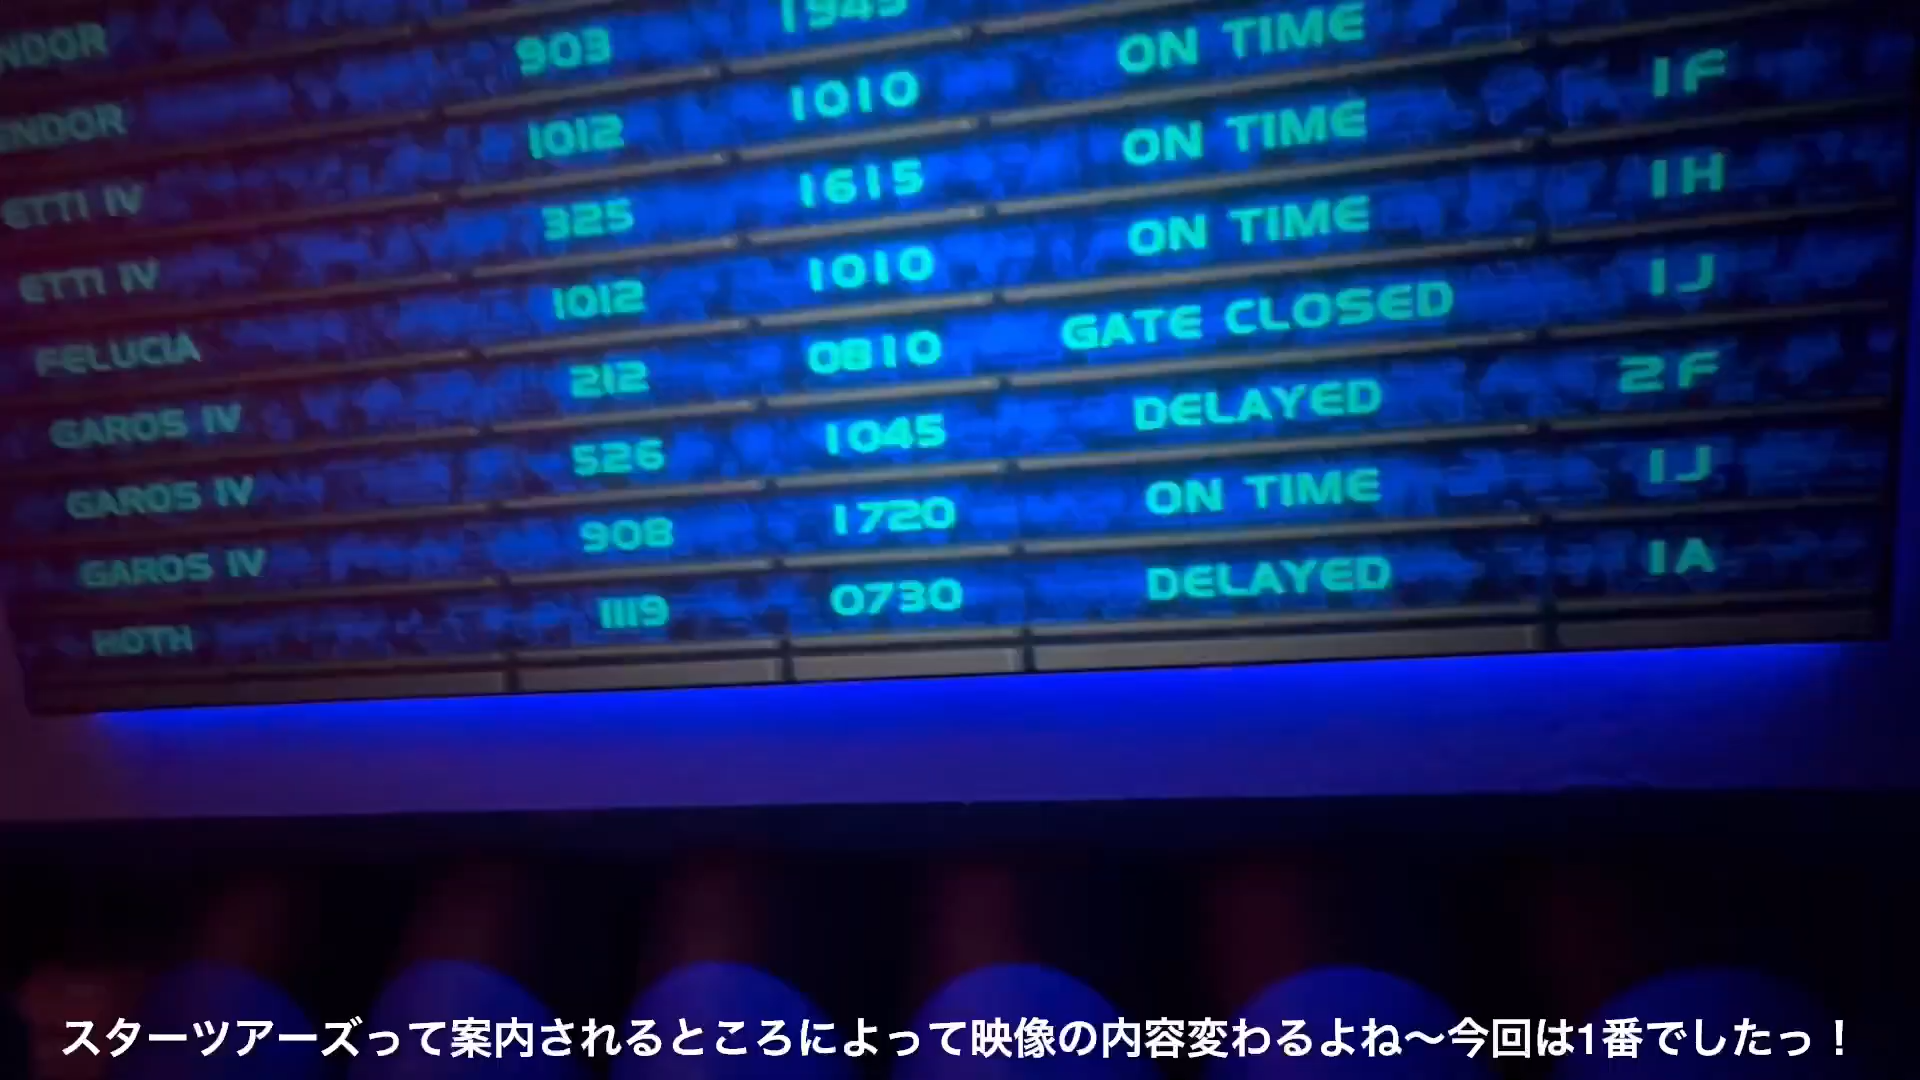 NDOR
ENDOR 903 1945
ETTI IV 1012 1010 ON TIME
ETTI IV 325 1615 ON TIME 1F
FELUCIA 1012 1010 ON TIME 1H
GAROS IV 212 0810 GATE CLOSED 1J
GAROS IV 526 1045 DELAYED 2F
GAROS IV 908 1720 ON TIME 1J
HOTH 1119 0730 DELAYED 1A
スターツアーズって案内されるところによって映像の内容変わるよね〜今回は1番でしたっ！